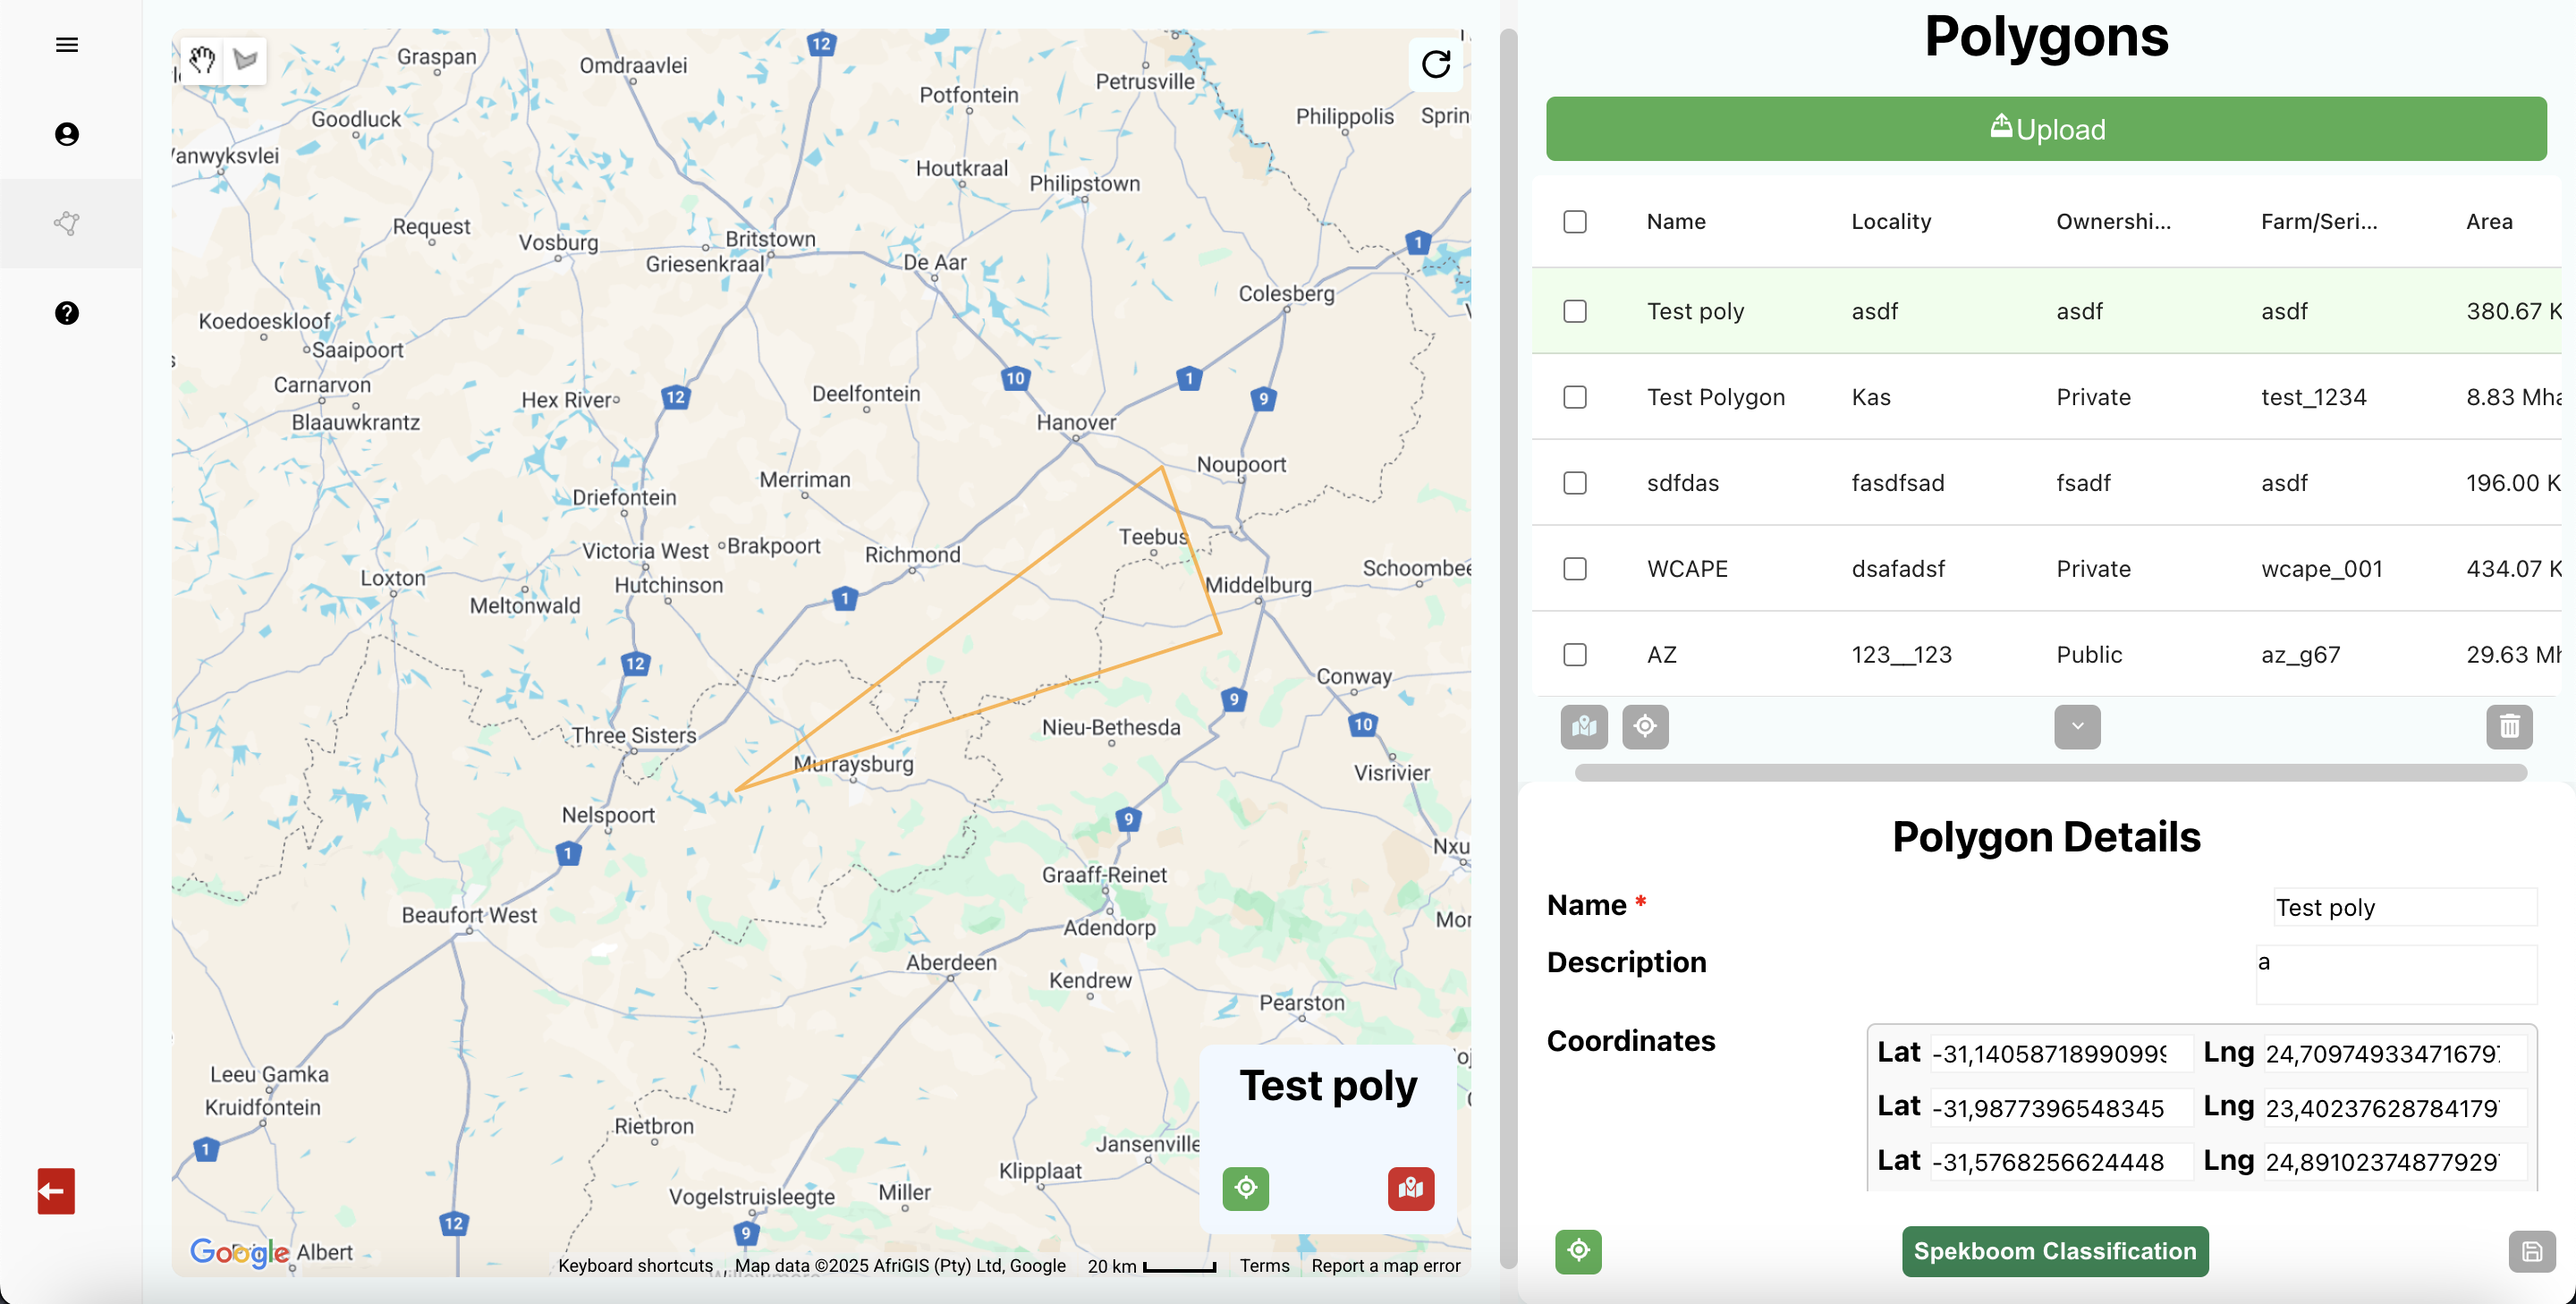 Graspan
Omdraavlei
12
Petrusville
Potfontein
Philippolis
Goodluck
Houtkraal
Philipstown
Request
Vosburg
Britstown
Griesenkraal
De Aar
1
Colesberg
Koedoeskloof
Saaipoort
Carnarvon
Blaauwkrantz
Hex River
12
Deelfontein
10
1
9
Hanover
Merriman
Noupoort
Driefontein
Teebus
Victoria West
Brakpoort
Richmond
Loxton
Hutchinson
Meltonwald
1
Middelburg
Schoombee
12
Conway
9
10
Three Sisters
Nieu-Bethesda
Murraysburg
Visrivier
Nelspoort
1
9
Graaff-Reinet
Beaufort West
Adendorp
Aberdeen
Kendrew
Pearston
Leeu Gamka
Kruidfontein
1
Rietbron
Jansenville
Klipplaat
Vogelstruisleegte
Miller
12
9
Google
Albert
Test poly
Keyboard shortcuts
Map data ©2025 AfriGIS (Pty) Ltd, Google
20 km
Terms
Report a map error
Polygons
Upload
Name Locality Ownershi... Farm/Seri... Area
Test poly asdf asdf asdf 380.67 K
Test Polygon Kas Private test_1234 8.83 Mha
sdfdas fasdfsad fsadf asdf 196.00 K
WCAPE dsafadsf Private wcape_001 434.07 K
AZ 123__123 Public az_g67 29.63 Mh
Polygon Details
Name * Test poly
Description a
Coordinates
Lat -31,1405871899099 Lng 24,70974933471679
Lat -31,9877396548345 Lng 23,40237628784179
Lat -31,5768256624448 Lng 24,89102374877929
Spekboom Classification